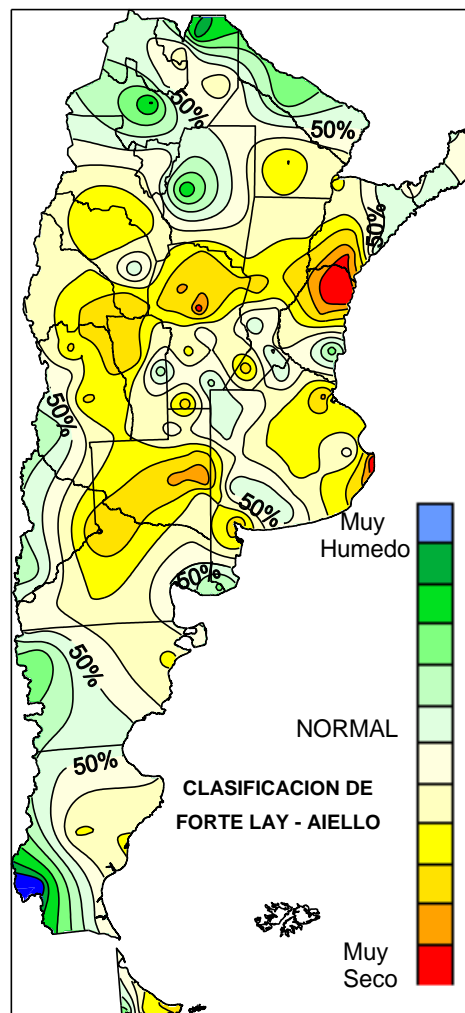 50%
50%
50%
50%
50%
50%
50%
50%
Muy
Humedo
NORMAL
CLASIFICACION DE
FORTE LAY - AIELLO
Muy
Seco